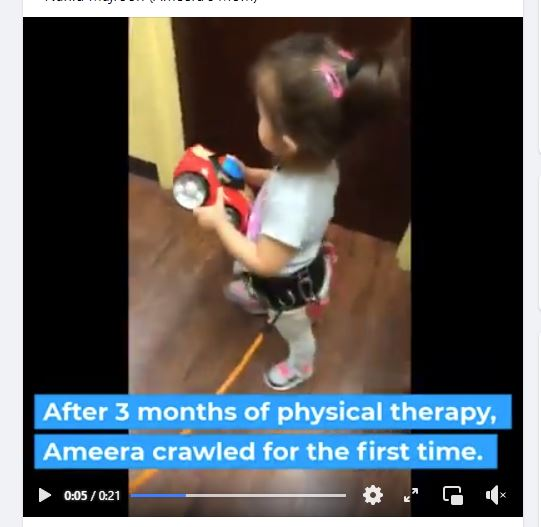 After 3 months of physical therapy,
Ameera crawled for the first time.
0:05 / 0:21